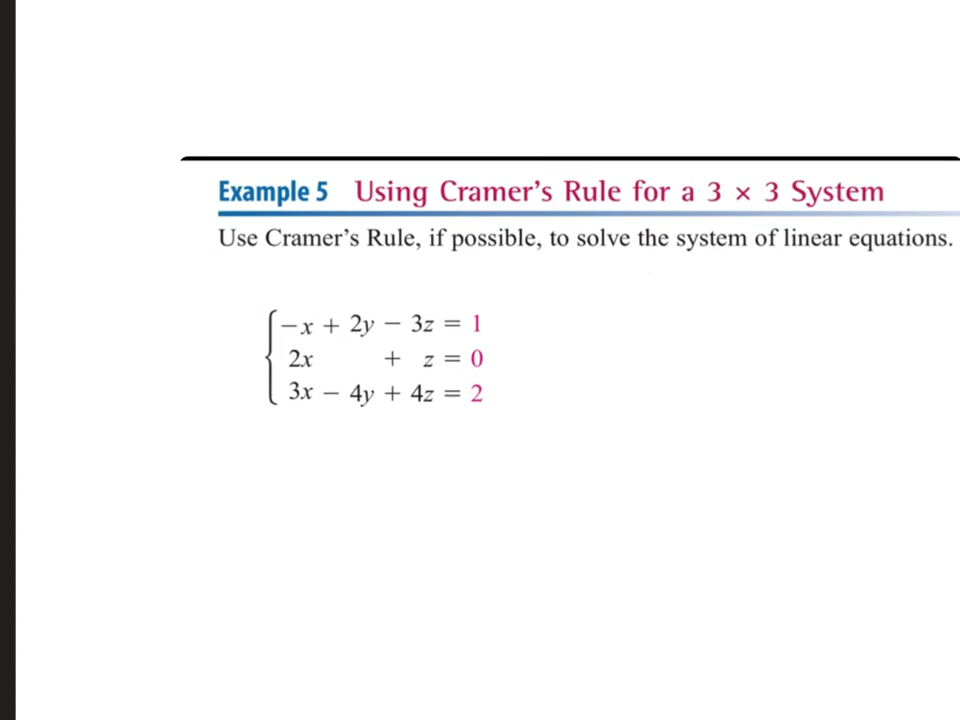 Example 5 Using Cramer's Rule for a 3 × 3 System
Use Cramer's Rule, if possible, to solve the system of linear equations.
−x + 2y − 3z = 1
2x + z = 0
3x − 4y + 4z = 2